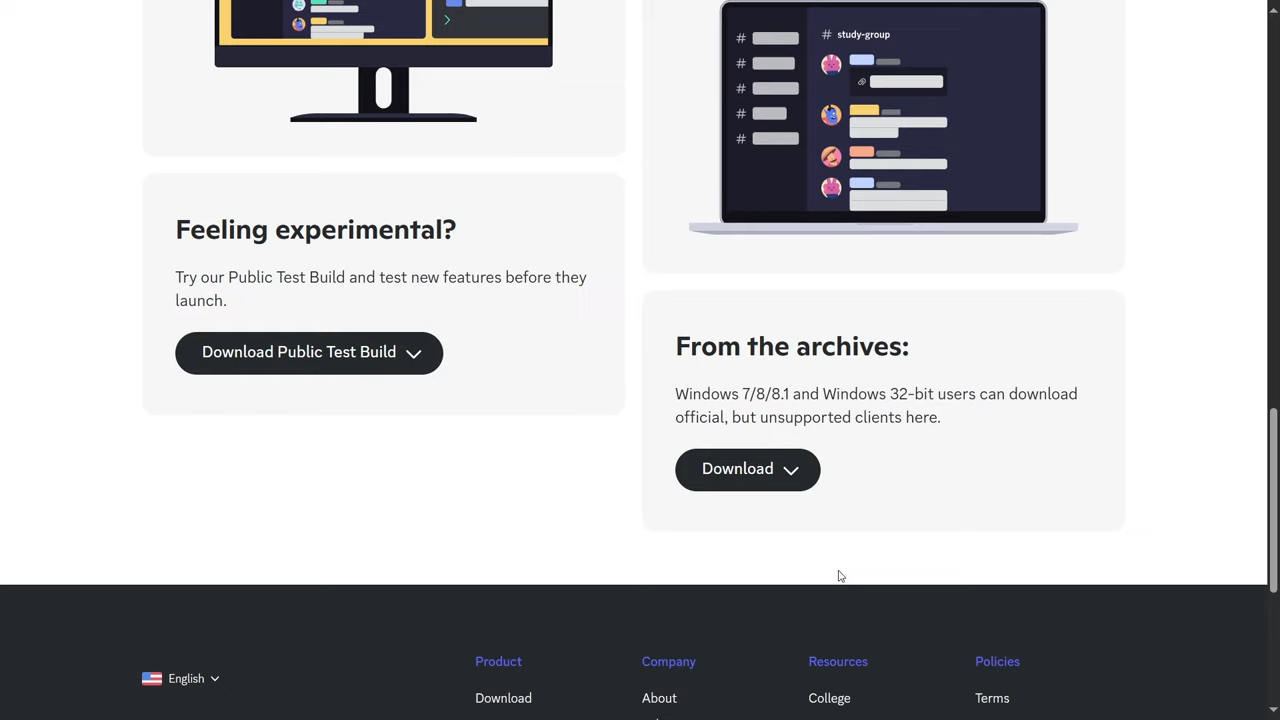 # study-group
#
#
#
#
#
Feeling experimental?
Try our Public Test Build and test new features before they
launch.
Download Public Test Build
From the archives:
Windows 7/8/8.1 and Windows 32-bit users can download
official, but unsupported clients here.
Download
English
Product
Company
Resources
Policies
Download
About
College
Terms